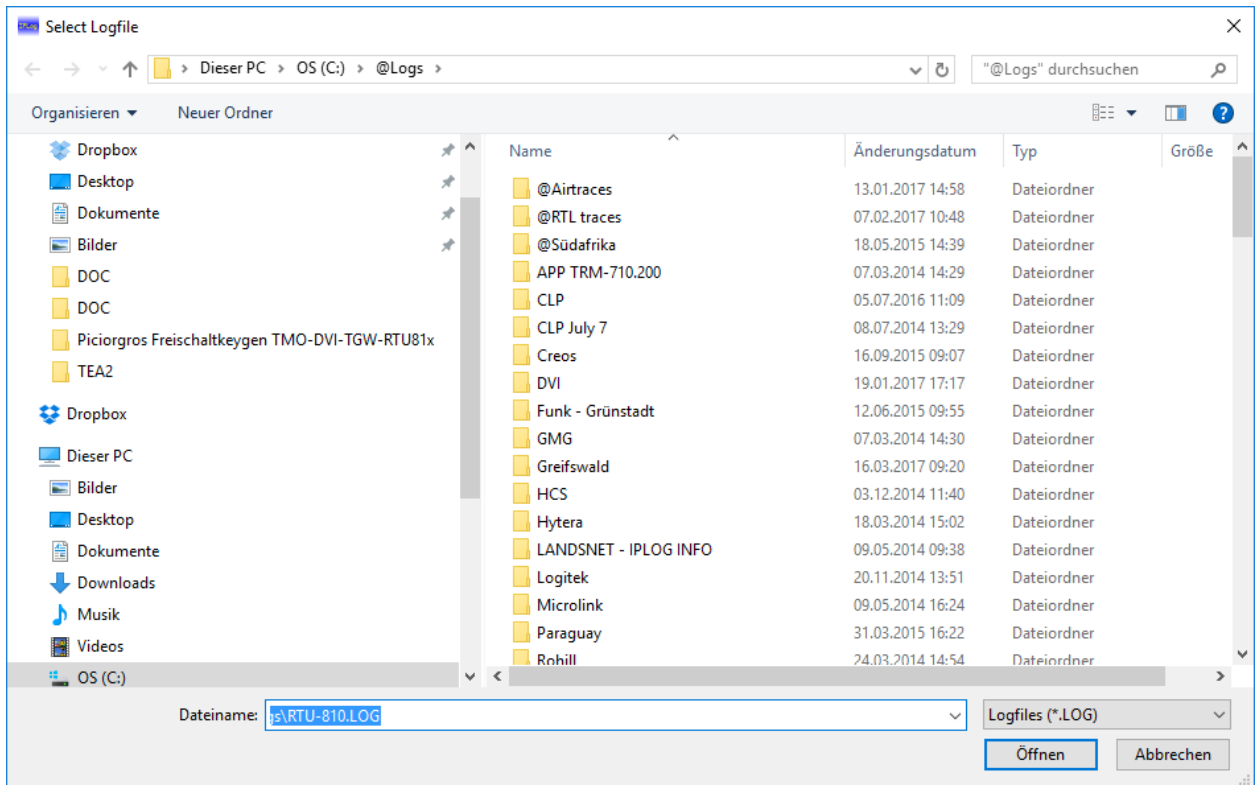 Select Logfile
Dieser PC > OS (C:) > @Logs >
"@Logs" durchsuchen
Organisieren
Neuer Ordner
Dropbox
Desktop
Dokumente
Bilder
DOC
DOC
Piciorgros Freischaltkeygen TMO-DVI-TGW-RTU81x
TEA2
Dropbox
Dieser PC
Bilder
Desktop
Dokumente
Downloads
Musik
Videos
OS (C:)
Name Änderungsdatum Typ Größe
@Airtraces 13.01.2017 14:58 Dateiordner
@RTL traces 07.02.2017 10:48 Dateiordner
@Südafrika 18.05.2015 14:39 Dateiordner
APP TRM-710.200 07.03.2014 14:29 Dateiordner
CLP 05.07.2016 11:09 Dateiordner
CLP July 7 08.07.2014 13:29 Dateiordner
Creos 16.09.2015 09:07 Dateiordner
DVI 19.01.2017 17:17 Dateiordner
Funk - Grünstadt 12.06.2015 09:55 Dateiordner
GMG 07.03.2014 14:30 Dateiordner
Greifswald 16.03.2017 09:20 Dateiordner
HCS 03.12.2014 11:40 Dateiordner
Hytera 18.03.2014 15:02 Dateiordner
LANDSNET - IPLOG INFO 09.05.2014 09:38 Dateiordner
Logitek 20.11.2014 13:51 Dateiordner
Microlink 09.05.2014 16:24 Dateiordner
Paraguay 31.03.2015 16:22 Dateiordner
Rohill 24.03.2014 14:54 Dateiordner
Dateiname: gs\RTU-810.LOG
Logfiles (*.LOG)
Öffnen
Abbrechen